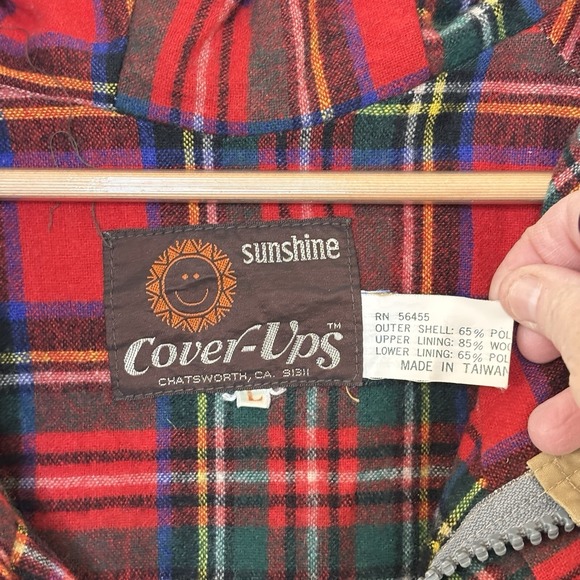 sunshine
Cover-Ups™
CHATSWORTH, CA. 91311
L
RN 56455
OUTER SHELL: 65% POL
UPPER LINING: 85% WOO
LOWER LINING: 65% POL
MADE IN TAIWAN